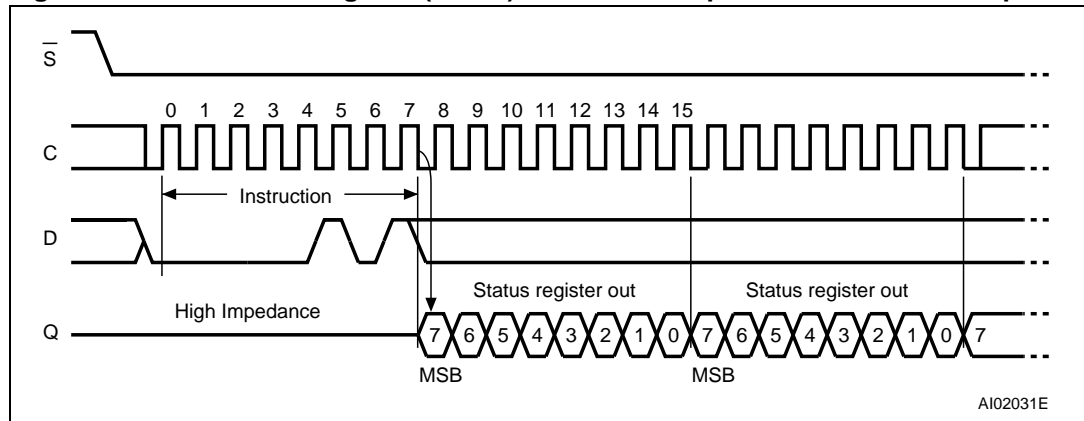 S
0 1 2 3 4 5 6 7 8 9 10 11 12 13 14 15
C
Instruction
D
Status register out Status register out
High Impedance
Q 7 6 5 4 3 2 1 0 7 6 5 4 3 2 1 0 7
MSB MSB
AI02031E